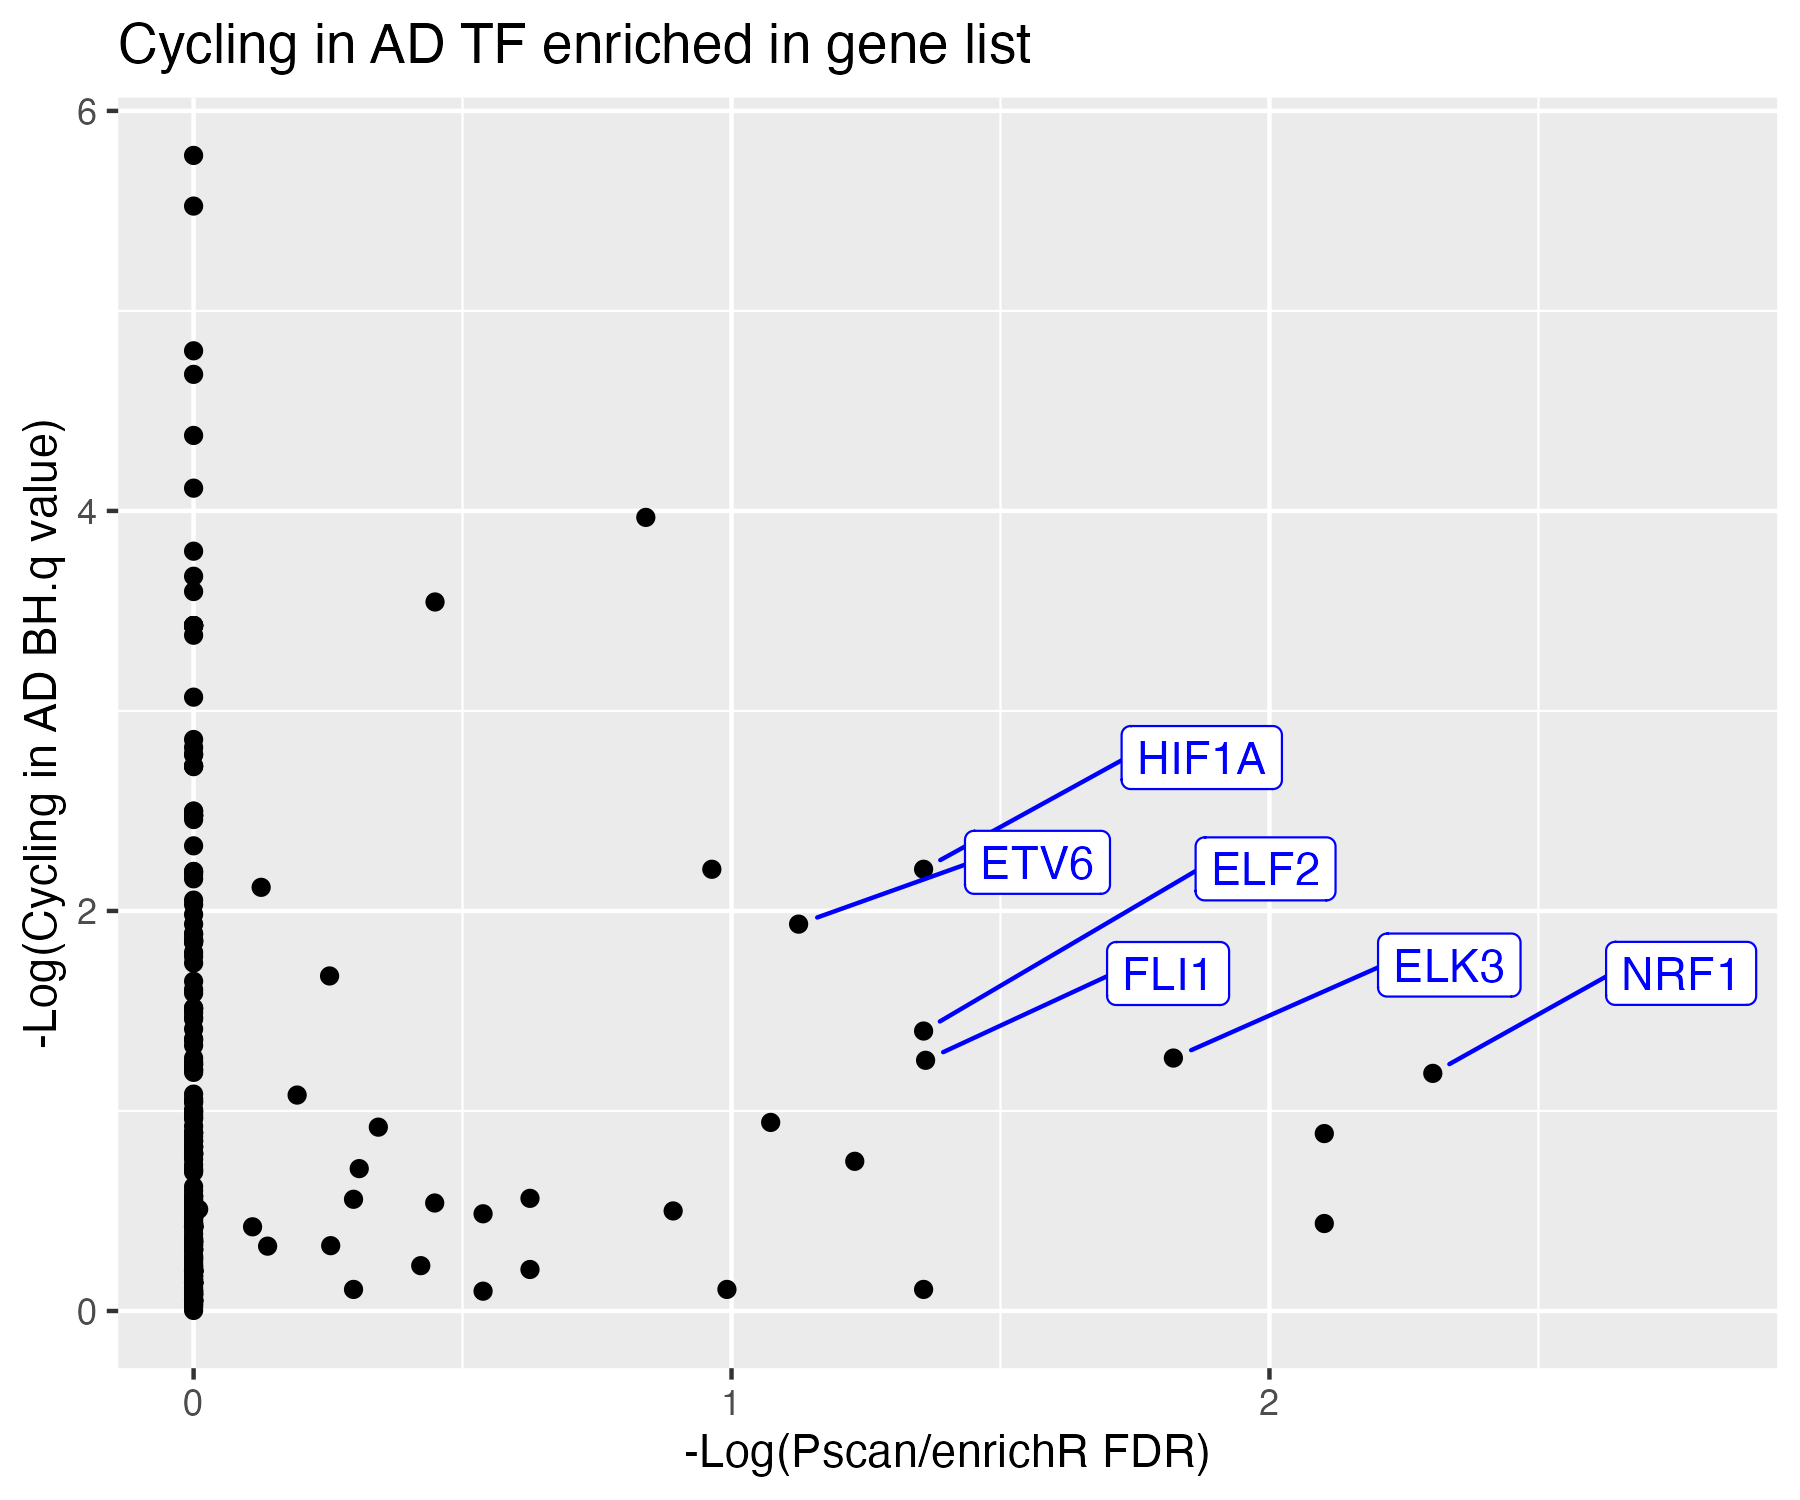 Cycling in AD TF enriched in gene list
-Log(Cycling in AD BH.q value)
6
4
2
0
HIF1A
ETV6
ELF2
FLI1
ELK3
NRF1
0
1
2
-Log(Pscan/enrichR FDR)